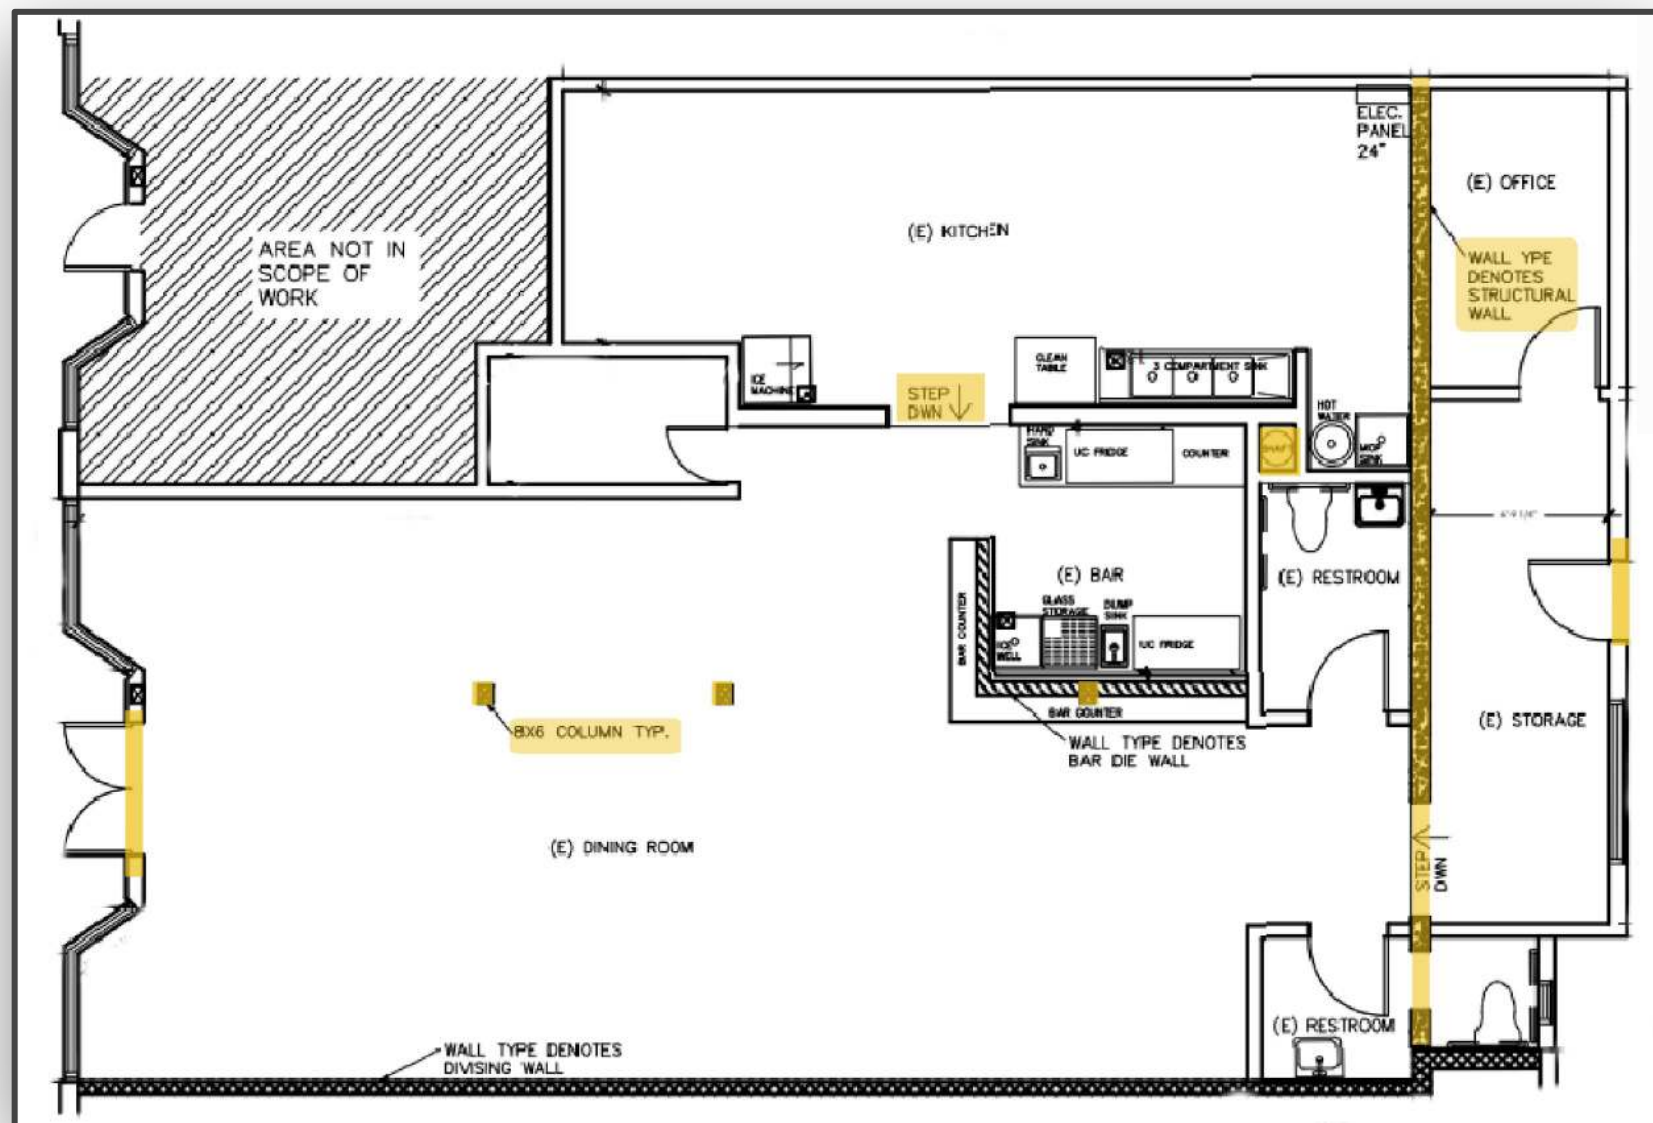 ELEC.
PANEL
24"
(E) OFFICE
(E) KITCHEN
AREA NOT IN
SCOPE OF
WORK
WALL YPE
DENOTES
STRUCTURAL
WALL
ICE
MACHINE
CLEAN
TABLE
3 COMPARTMENT SINK
STEP
DWN
HOT
WATER
MOP
SINK
SHAFT
HAND
SINK
UC FRIDGE
COUNTER
(E) BAR
(E) RESTROOM
BAR COUNTER
GLASS
STORAGE
DUMP
SINK
ICE
WELL
UC FRIDGE
BAR COUNTER
8X6 COLUMN TYP.
WALL TYPE DENOTES
BAR DIE WALL
(E) STORAGE
(E) DINING ROOM
STEP
DWN
(E) RESTROOM
WALL TYPE DENOTES
DIVISING WALL